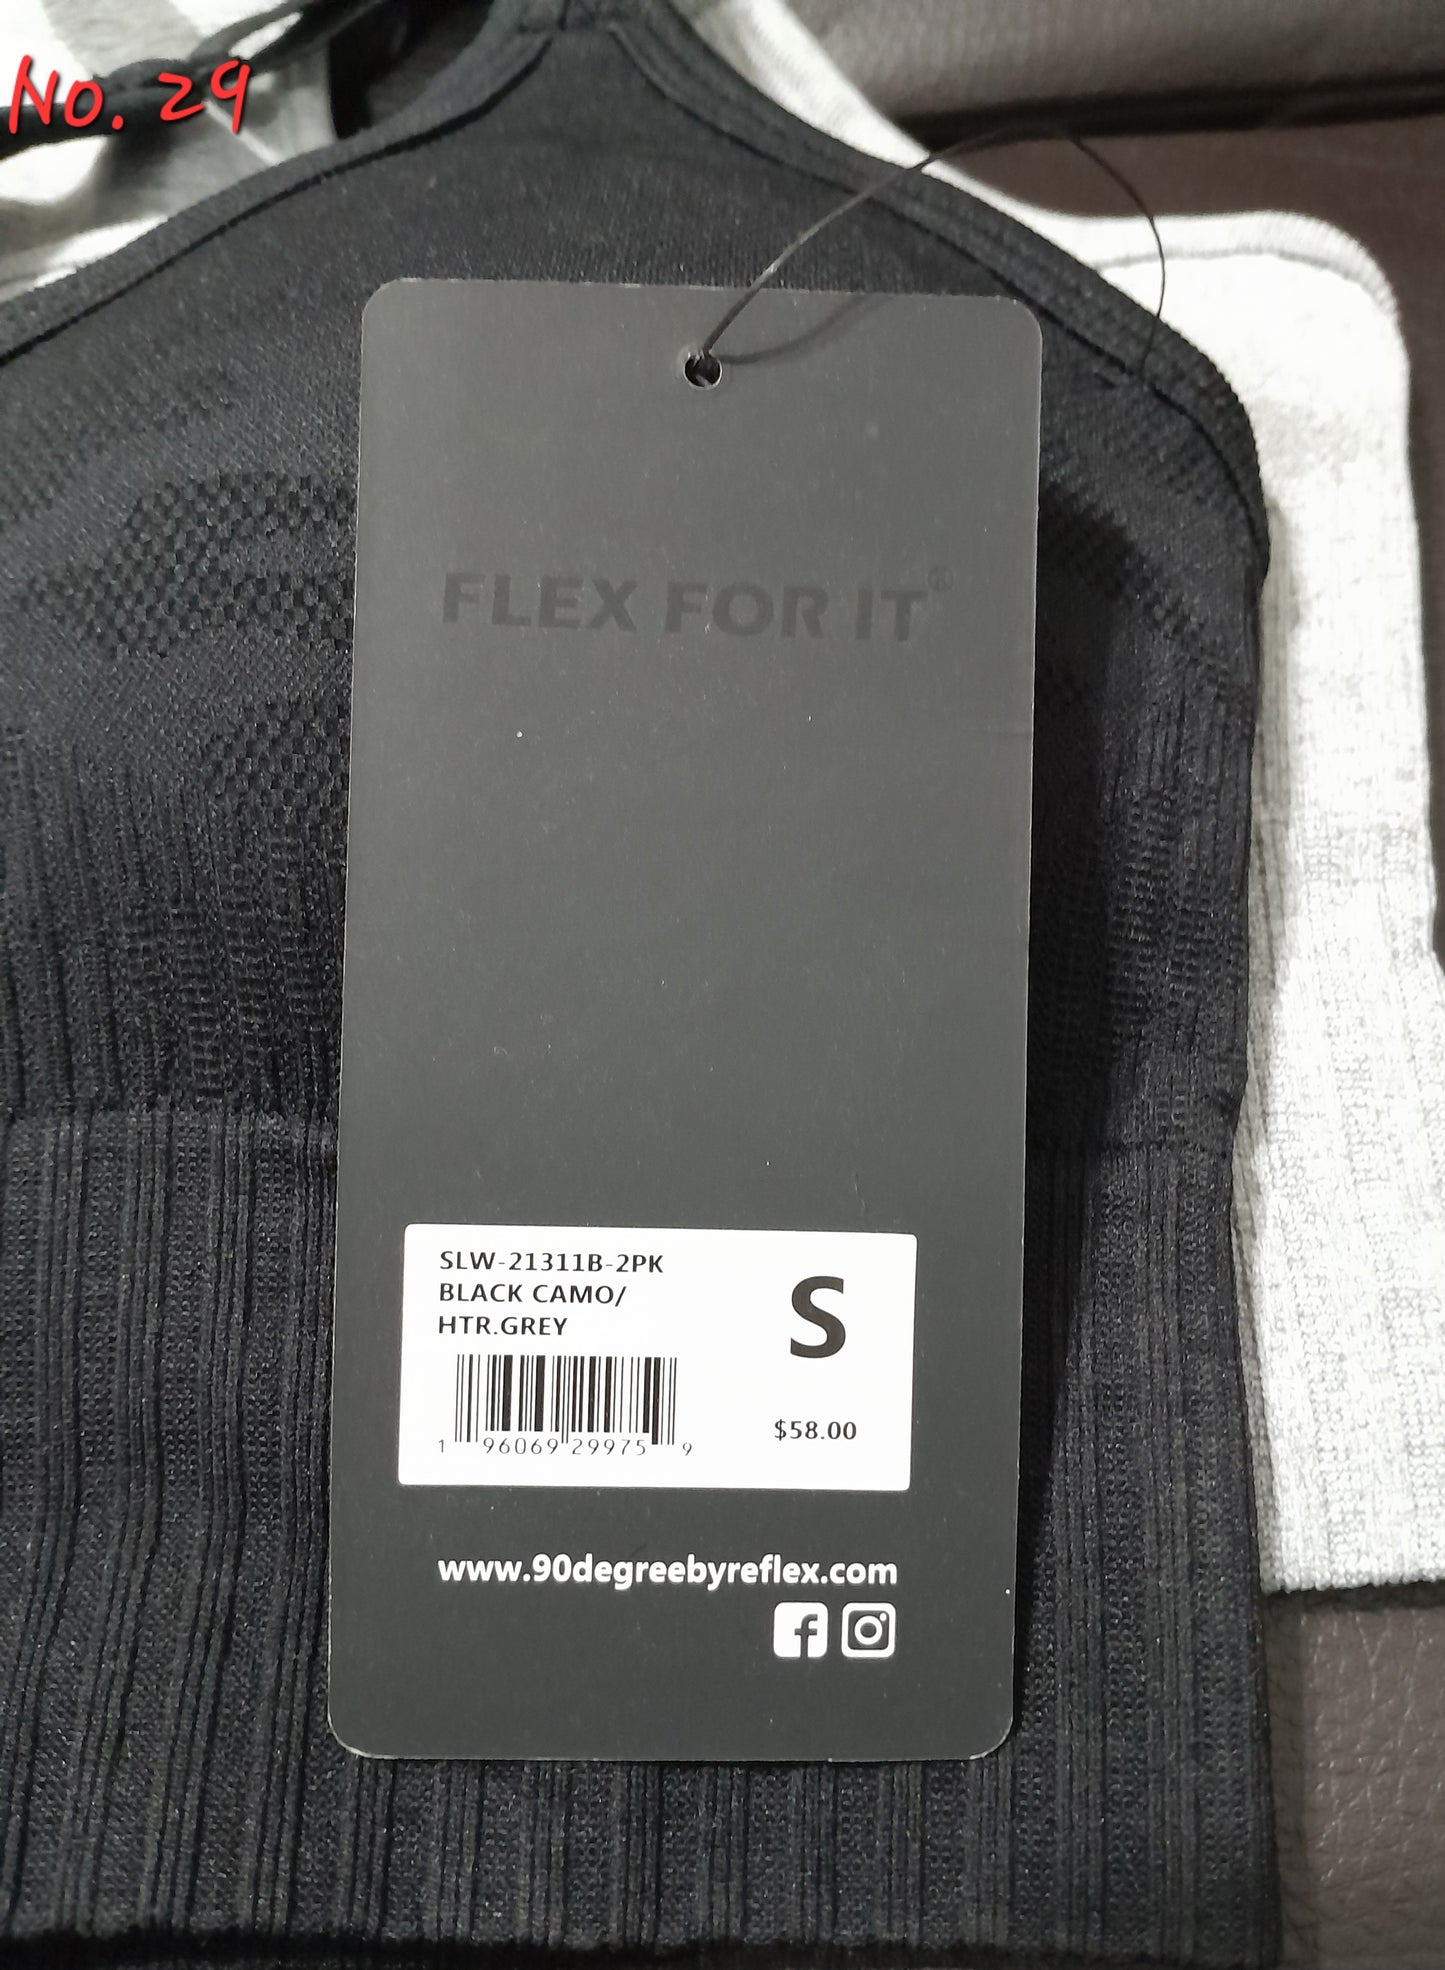 No. 29
FLEX FOR IT®
SLW-21311B-2PK
BLACK CAMO/
HTR.GREY
S
$58.00
1 96069 29975 9
www.90degreebyreflex.com